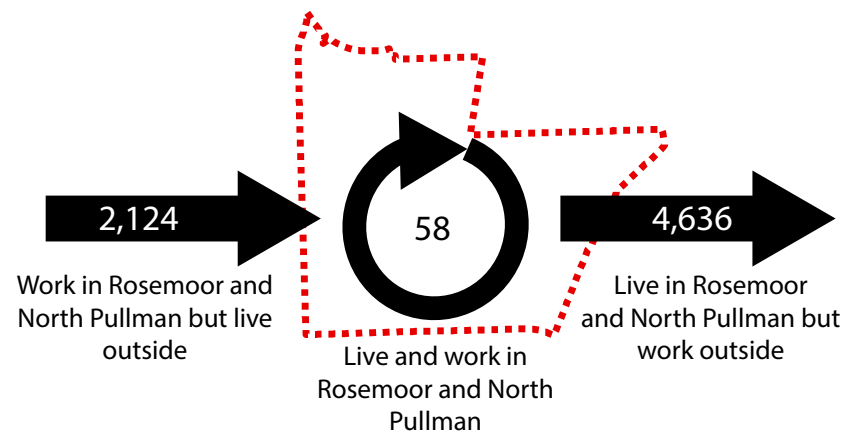 2,124
Work in Rosemoor and
North Pullman but live
outside
58
Live and work in
Rosemoor and North
Pullman
4,636
Live in Rosemoor
and North Pullman but
work outside